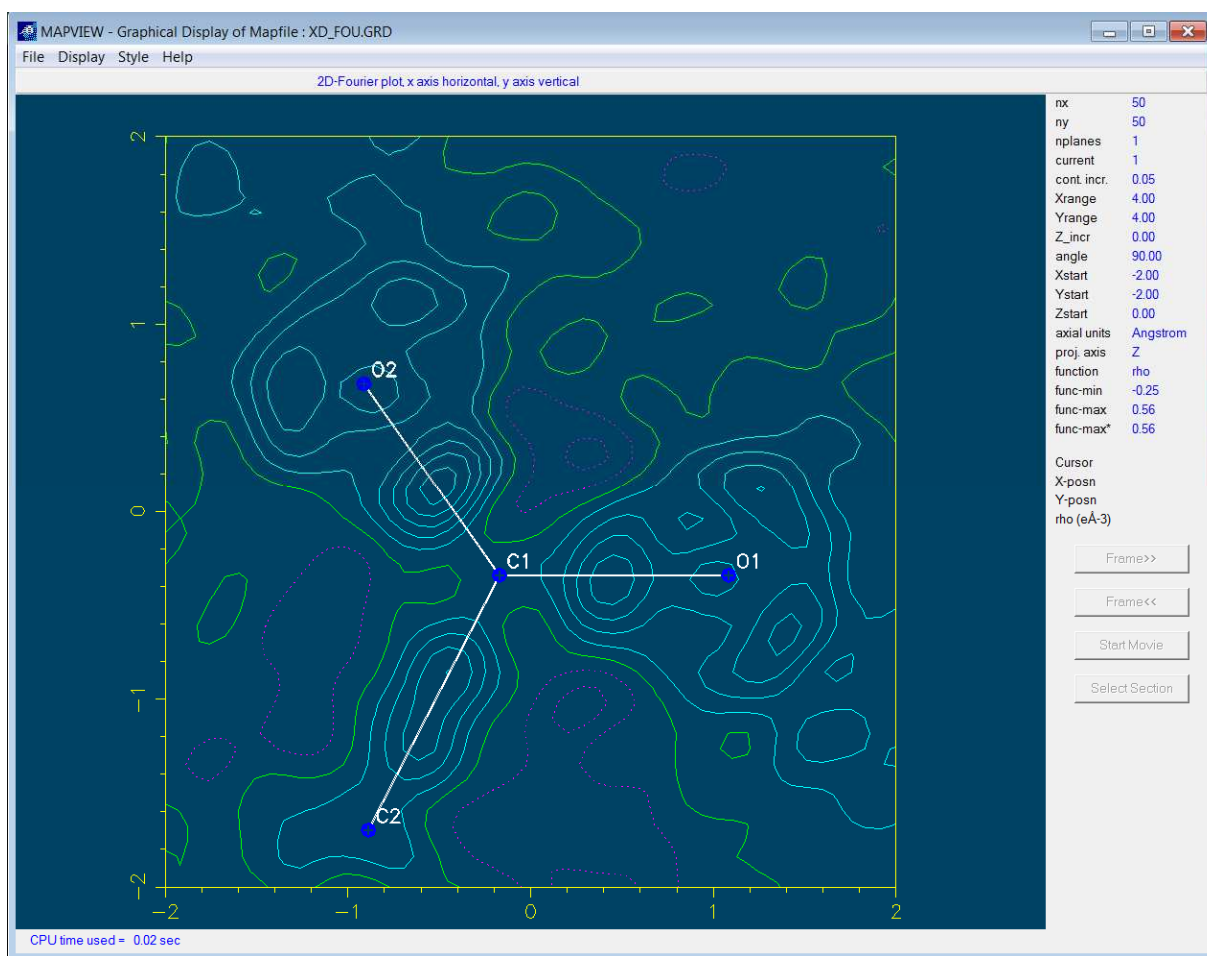 MAPVIEW - Graphical Display of Mapfile : XD_FOU.GRD
File Display Style Help
2D-Fourier plot, x axis horizontal, y axis vertical
nx 50
ny 50
nplanes 1
current 1
cont. incr. 0.05
Xrange 4.00
Yrange 4.00
Z_incr 0.00
angle 90.00
Xstart -2.00
Ystart -2.00
Zstart 0.00
axial units Angstrom
proj. axis Z
function rho
func-min -0.25
func-max 0.56
func-max* 0.56
Cursor
X-posn
Y-posn
rho (eÅ-3)
Frame>>
Frame<<
Start Movie
Select Section
2
1
0
-1
-2
O2
C1
O1
C2
-2 -1 0 1 2
CPU time used = 0.02 sec